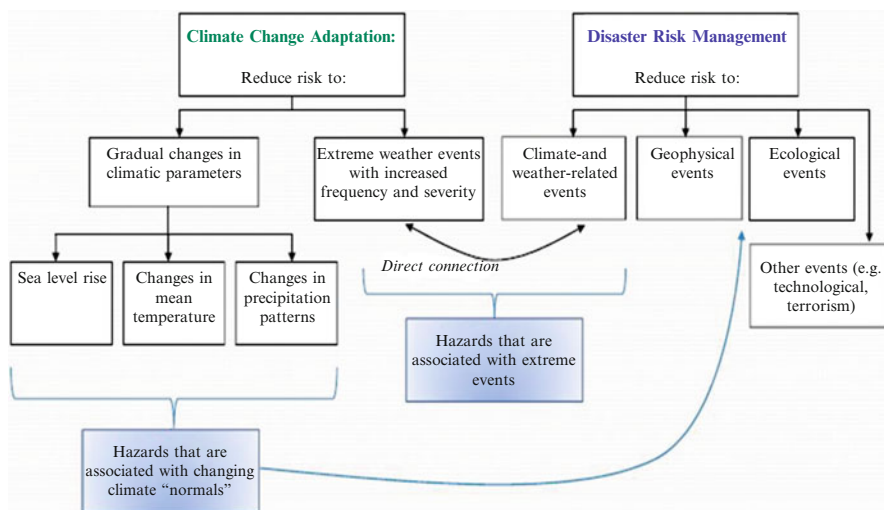 Climate Change Adaptation:
Reduce risk to:
Disaster Risk Management
Reduce risk to:
Gradual changes in
climatic parameters
Extreme weather events
with increased
frequency and severity
Climate-and
weather-related
events
Geophysical
events
Ecological
events
Direct connection
Sea level rise
Changes in
mean
temperature
Changes in
precipitation
patterns
Other events (e.g.
technological,
terrorism)
Hazards that are
associated with extreme
events
Hazards that are
associated with changing
climate “normals”